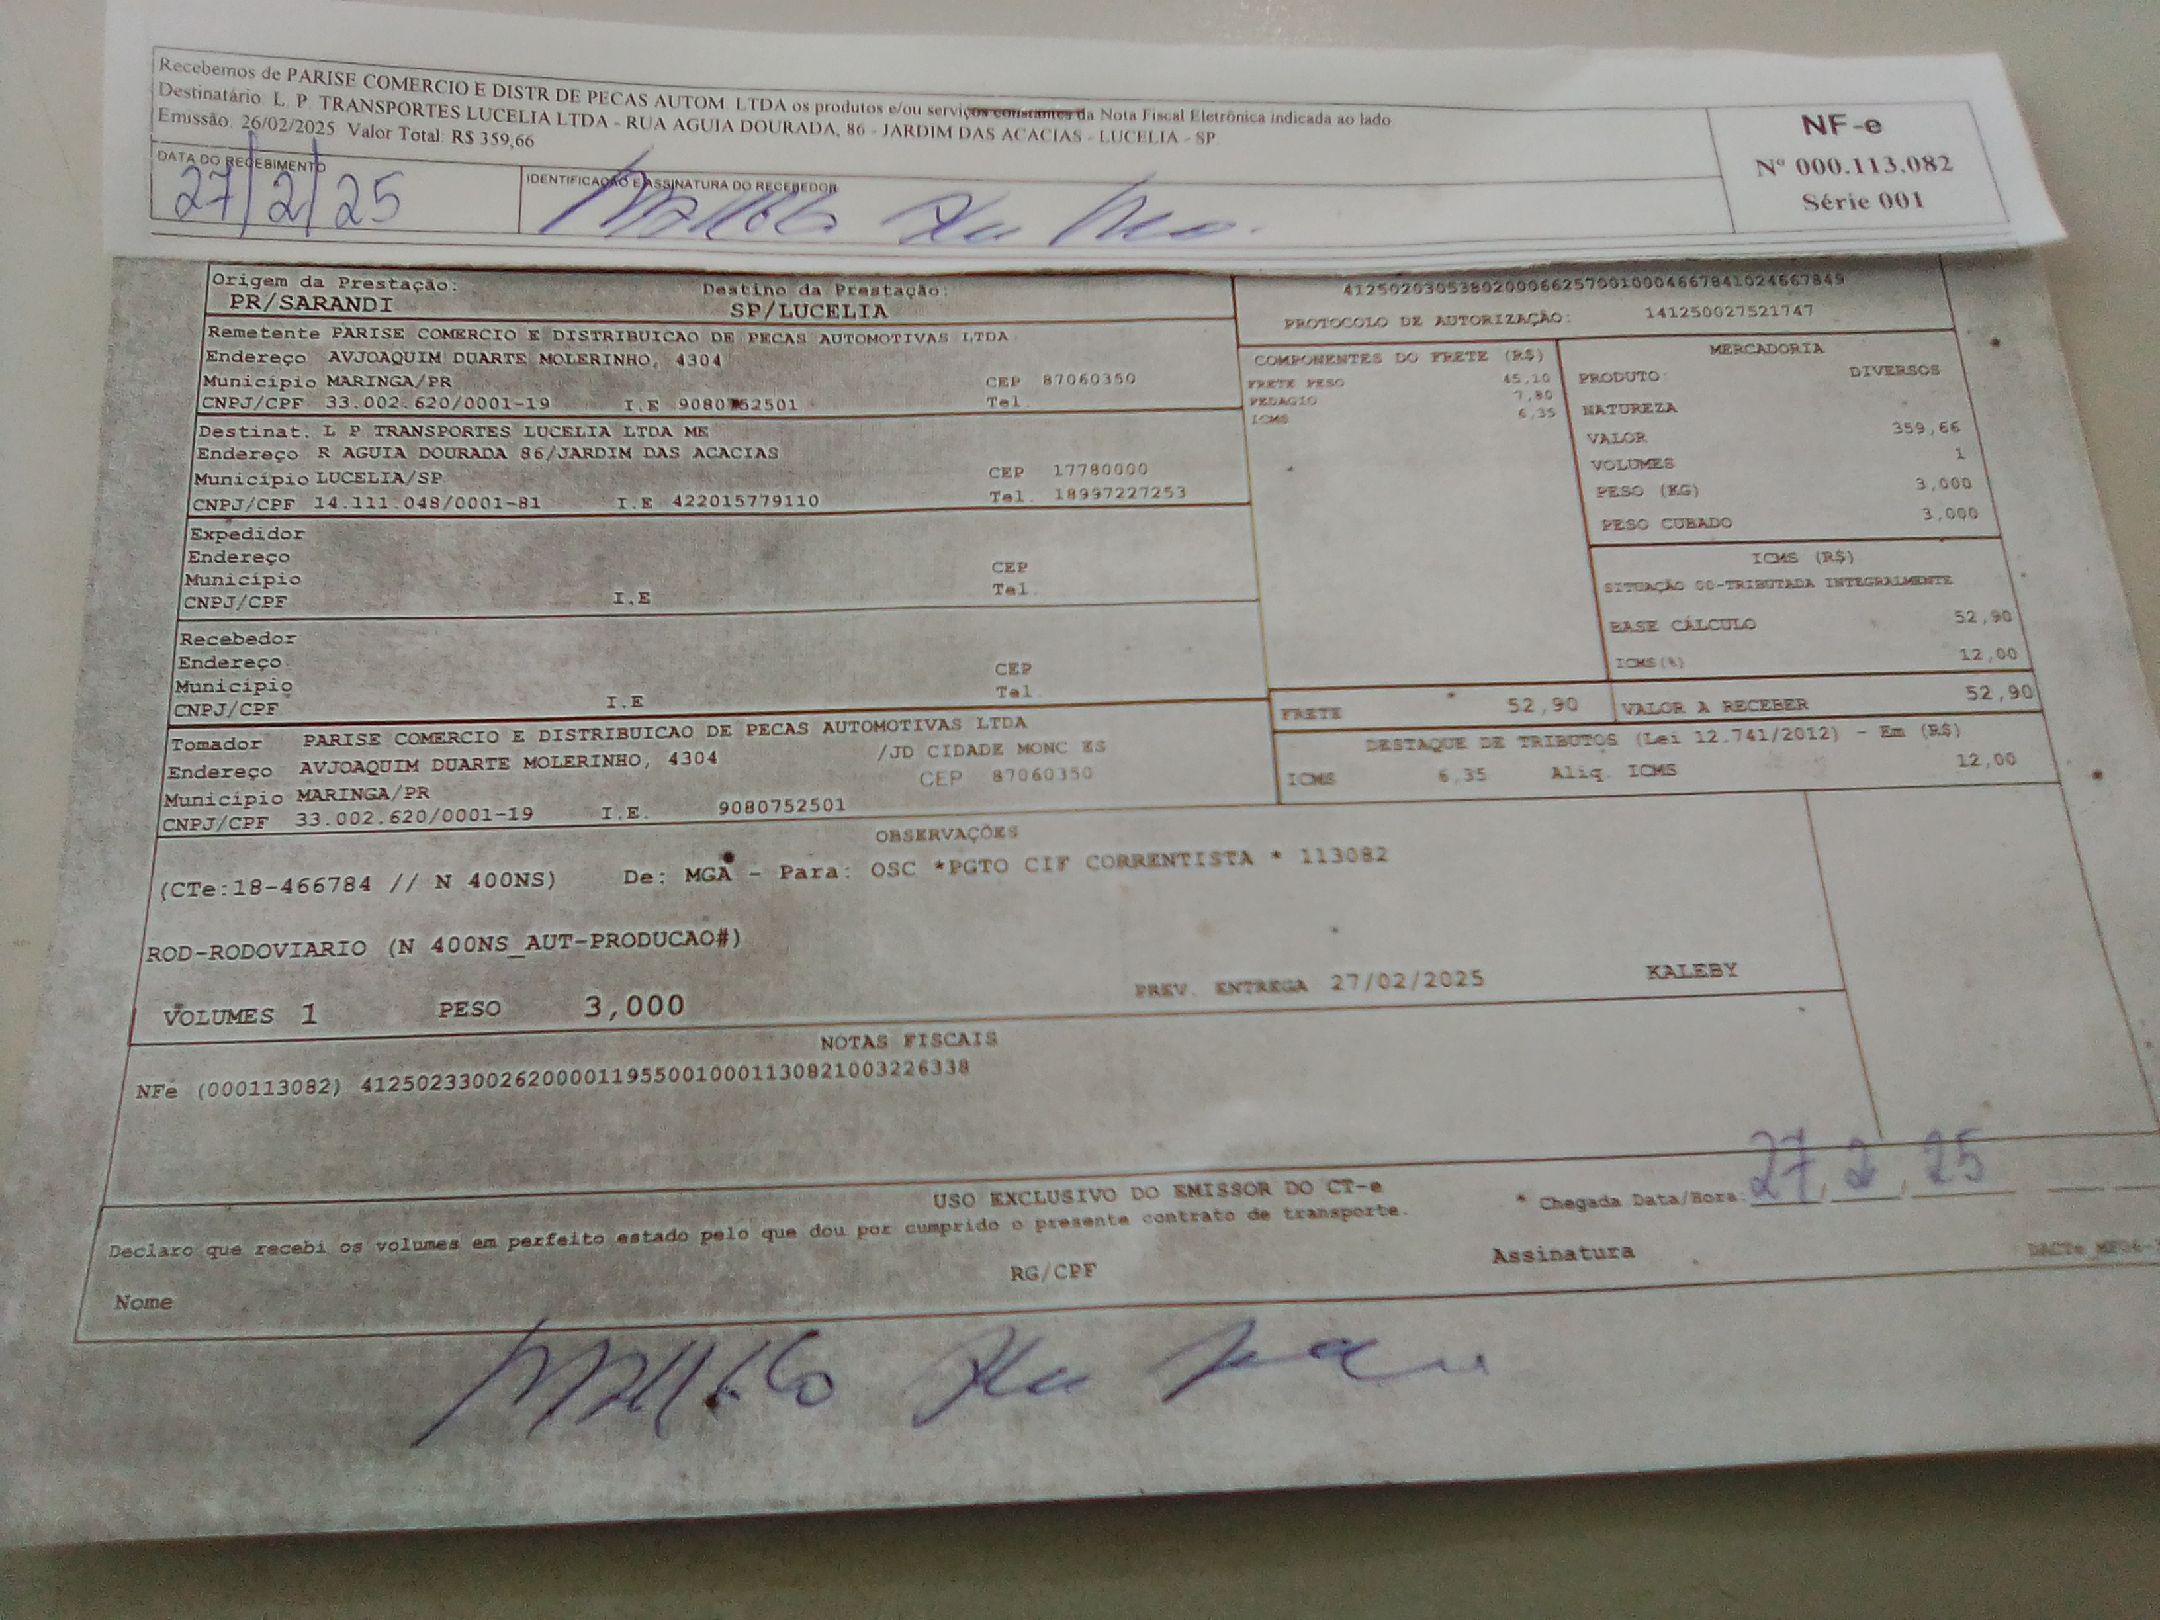 Recebemos de PARISE COMERCIO E DISTR DE PECAS AUTOM. LTDA os produtos e/ou serviços constantes da Nota Fiscal Eletrônica indicada ao lado
Destinatário: L. P. TRANSPORTES LUCELIA LTDA - RUA AGUIA DOURADA, 86 - JARDIM DAS ACACIAS - LUCELIA - SP.
Emissão: 26/02/2025 Valor Total: R$ 359,66
NF-e
Nº 000.113.082
Série 001
DATA DO RECEBIMENTO
27/2/25
IDENTIFICAÇÃO E ASSINATURA DO RECEBEDOR
Origem da Prestação: Destino da Prestação:
PR/SARANDI SP/LUCELIA
41250203053802000662570010004667841024667849
PROTOCOLO DE AUTORIZAÇÃO: 141250027521747
Remetente PARISE COMERCIO E DISTRIBUICAO DE PECAS AUTOMOTIVAS LTDA
Endereço AVJOAQUIM DUARTE MOLERINHO, 4304
Município MARINGA/PR CEP 87060350
CNPJ/CPF 33.002.620/0001-19 I.E 9080752501 Tel.
Destinat. L P TRANSPORTES LUCELIA LTDA ME
Endereço R AGUIA DOURADA 86/JARDIM DAS ACACIAS
Município LUCELIA/SP CEP 17780000
CNPJ/CPF 14.111.048/0001-81 I.E 422015779110 Tel. 18997227253
Expedidor
Endereço
Município CEP
CNPJ/CPF I.E Tel.
Recebedor
Endereço
Município CEP
CNPJ/CPF I.E Tel.
Tomador PARISE COMERCIO E DISTRIBUICAO DE PECAS AUTOMOTIVAS LTDA
Endereço AVJOAQUIM DUARTE MOLERINHO, 4304 /JD CIDADE MONC ES
Município MARINGA/PR CEP 87060350
CNPJ/CPF 33.002.620/0001-19 I.E. 9080752501
COMPONENTES DO FRETE (R$)
FRETE PESO 45,10
PEDAGIO 7,80
ICMS 6,35
MERCADORIA
PRODUTO: DIVERSOS
NATUREZA
VALOR 359,66
VOLUMES 1
PESO (KG) 3,000
PESO CUBADO 3,000
ICMS (R$)
SITUAÇÃO 00-TRIBUTADA INTEGRALMENTE
BASE CÁLCULO 52,90
ICMS(%) 12,00
FRETE 52,90 VALOR A RECEBER 52,90
DESTAQUE DE TRIBUTOS (Lei 12.741/2012) - Em (R$)
ICMS 6,35 Aliq. ICMS 12,00
OBSERVAÇÕES
(CTe:18-466784 // N 400NS) De: MGA - Para: OSC *PGTO CIF CORRENTISTA * 113082
ROD-RODOVIARIO (N 400NS_AUT-PRODUCAO#)
VOLUMES 1 PESO 3,000 PREV. ENTREGA 27/02/2025 KALEBY
NOTAS FISCAIS
NFe (000113082) 41250233002620000119550010001130821003226338
USO EXCLUSIVO DO EMISSOR DO CT-e
* Chegada Data/Hora: 27, 2, 25
Declaro que recebi os volumes em perfeito estado pelo que dou por cumprido o presente contrato de transporte.
Nome RG/CPF Assinatura